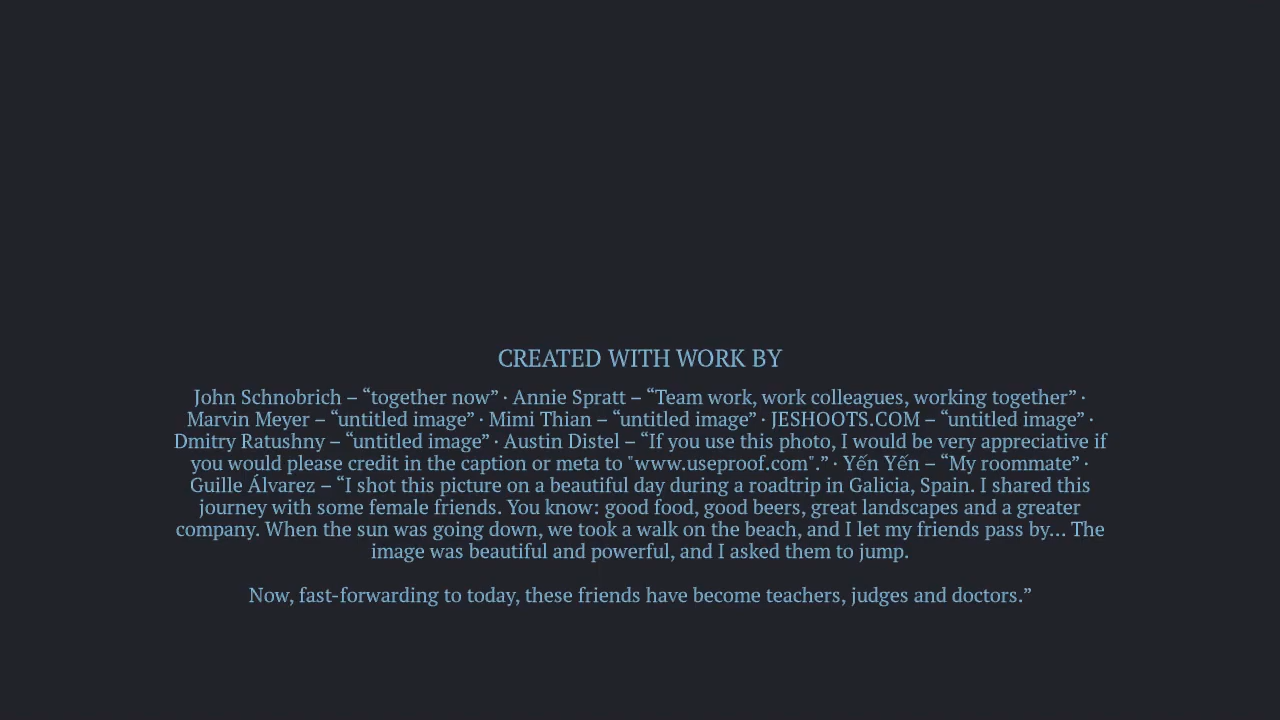 CREATED WITH WORK BY
John Schnobrich – “together now” · Annie Spratt – “Team work, work colleagues, working together” ·
Marvin Meyer – “untitled image” · Mimi Thian – “untitled image” · JESHOOTS.COM – “untitled image” ·
Dmitry Ratushny – “untitled image” · Austin Distel – “If you use this photo, I would be very appreciative if
you would please credit in the caption or meta to "www.useproof.com".” · Yến Yến – “My roommate” ·
Guille Álvarez – “I shot this picture on a beautiful day during a roadtrip in Galicia, Spain. I shared this
journey with some female friends. You know: good food, good beers, great landscapes and a greater
company. When the sun was going down, we took a walk on the beach, and I let my friends pass by... The
image was beautiful and powerful, and I asked them to jump.
Now, fast-forwarding to today, these friends have become teachers, judges and doctors.”